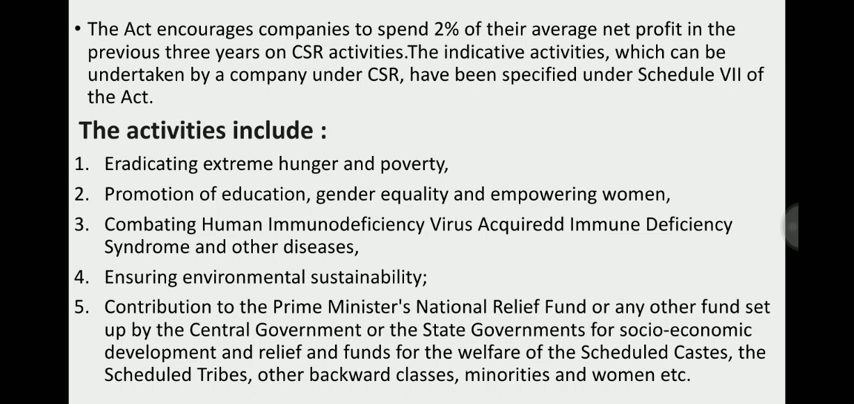 • The Act encourages companies to spend 2% of their average net profit in the
previous three years on CSR activities.The indicative activities, which can be
undertaken by a company under CSR, have been specified under Schedule VII of
the Act.
The activities include :
1. Eradicating extreme hunger and poverty,
2. Promotion of education, gender equality and empowering women,
3. Combating Human Immunodeficiency Virus Acquiredd Immune Deficiency
Syndrome and other diseases,
4. Ensuring environmental sustainability;
5. Contribution to the Prime Minister's National Relief Fund or any other fund set
up by the Central Government or the State Governments for socio-economic
development and relief and funds for the welfare of the Scheduled Castes, the
Scheduled Tribes, other backward classes, minorities and women etc.